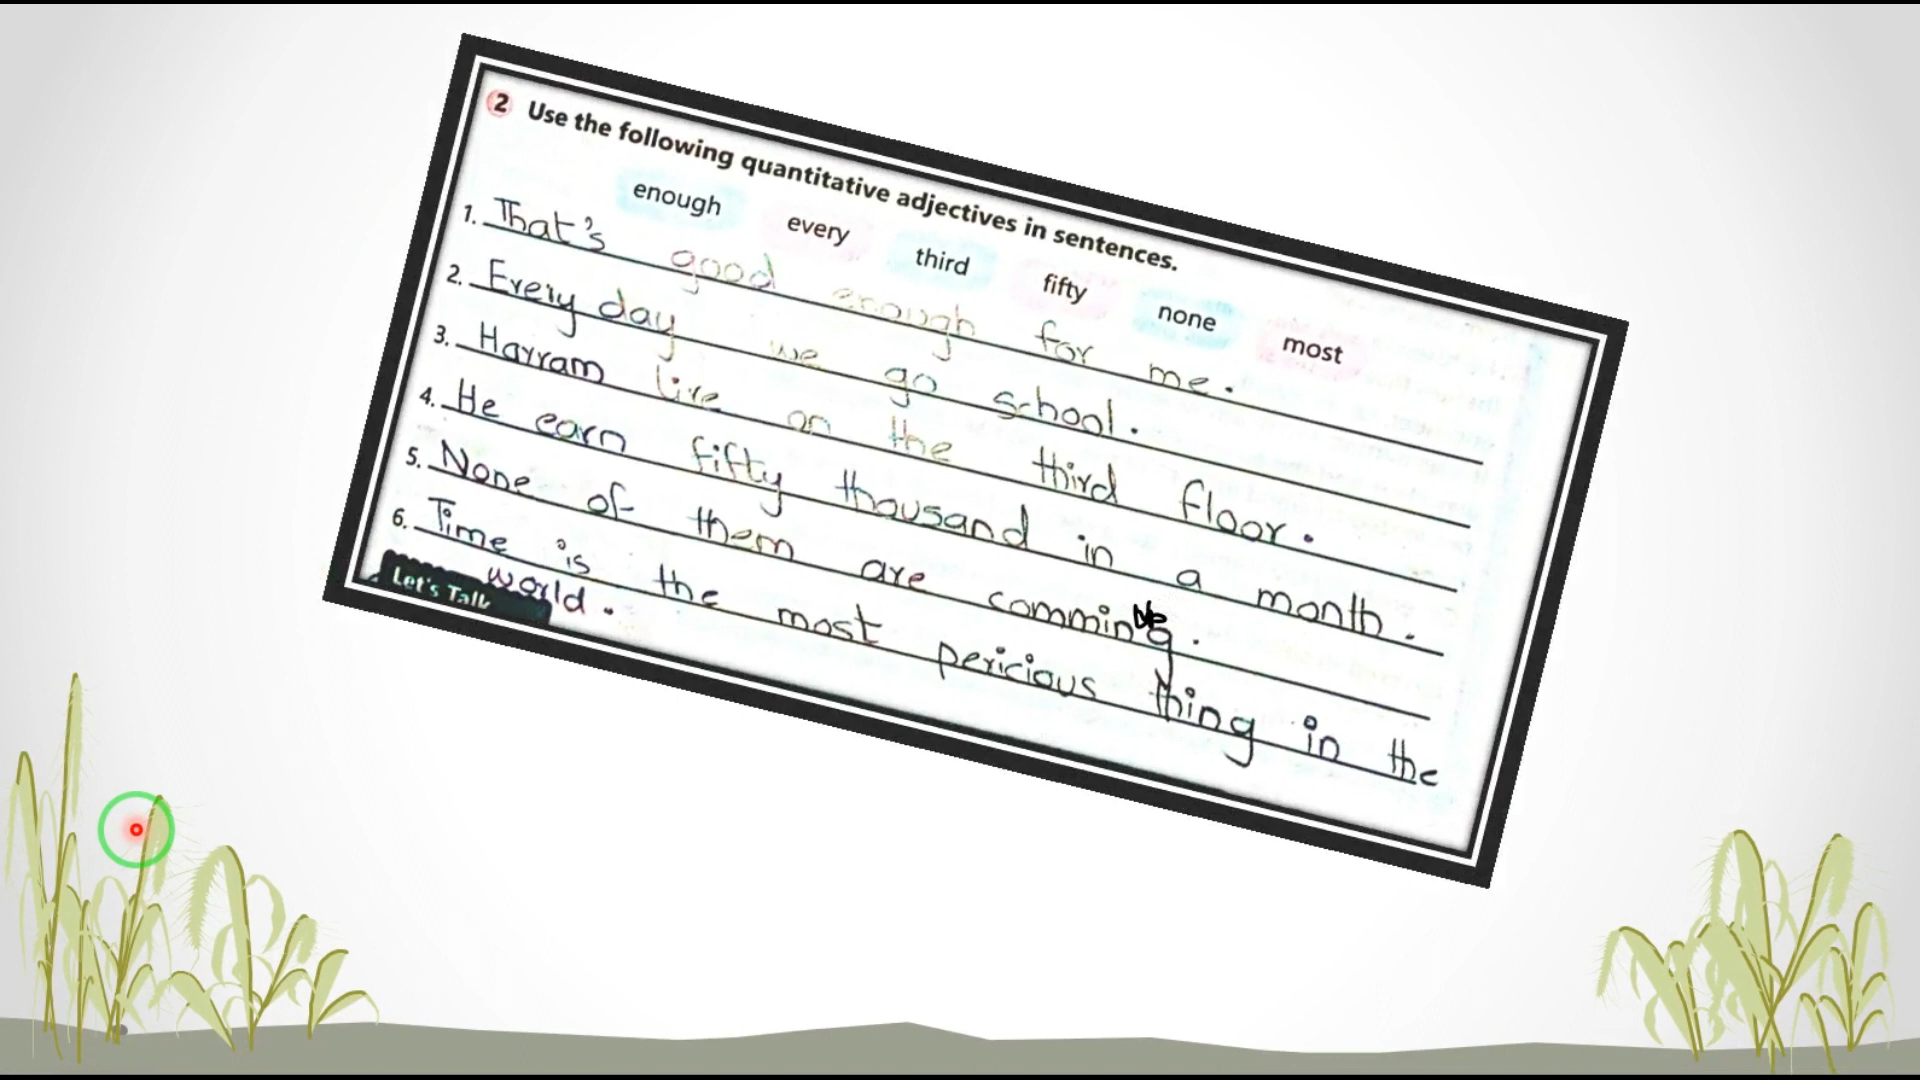 2 Use the following quantitative adjectives in sentences.
enough every third fifty none most
1. That's good enough for me.
2. Every day we go school.
3. Harram live on the third floor.
4. He earn fifty thousand in a month.
5. None of them are comming.
6. Time is the most pericious thing in the
world.
Let's Talk